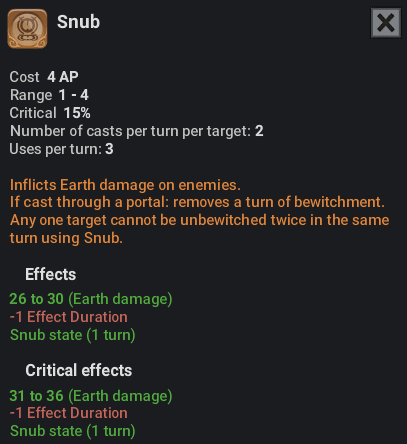 Snub
Cost 4 AP
Range 1 - 4
Critical 15%
Number of casts per turn per target: 2
Uses per turn: 3
Inflicts Earth damage on enemies.
If cast through a portal: removes a turn of bewitchment.
Any one target cannot be unbewitched twice in the same
turn using Snub.
Effects
26 to 30 (Earth damage)
-1 Effect Duration
Snub state (1 turn)
Critical effects
31 to 36 (Earth damage)
-1 Effect Duration
Snub state (1 turn)